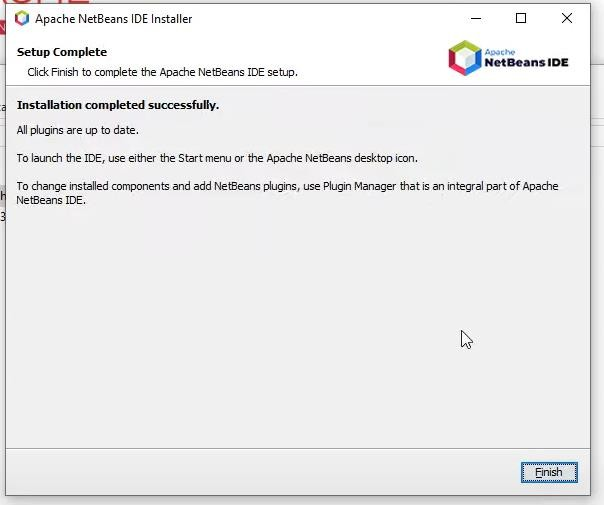 Apache NetBeans IDE Installer
Setup Complete
Click Finish to complete the Apache NetBeans IDE setup.
Apache
NetBeans IDE
Installation completed successfully.
All plugins are up to date.
To launch the IDE, use either the Start menu or the Apache NetBeans desktop icon.
To change installed components and add NetBeans plugins, use Plugin Manager that is an integral part of Apache
NetBeans IDE.
Finish